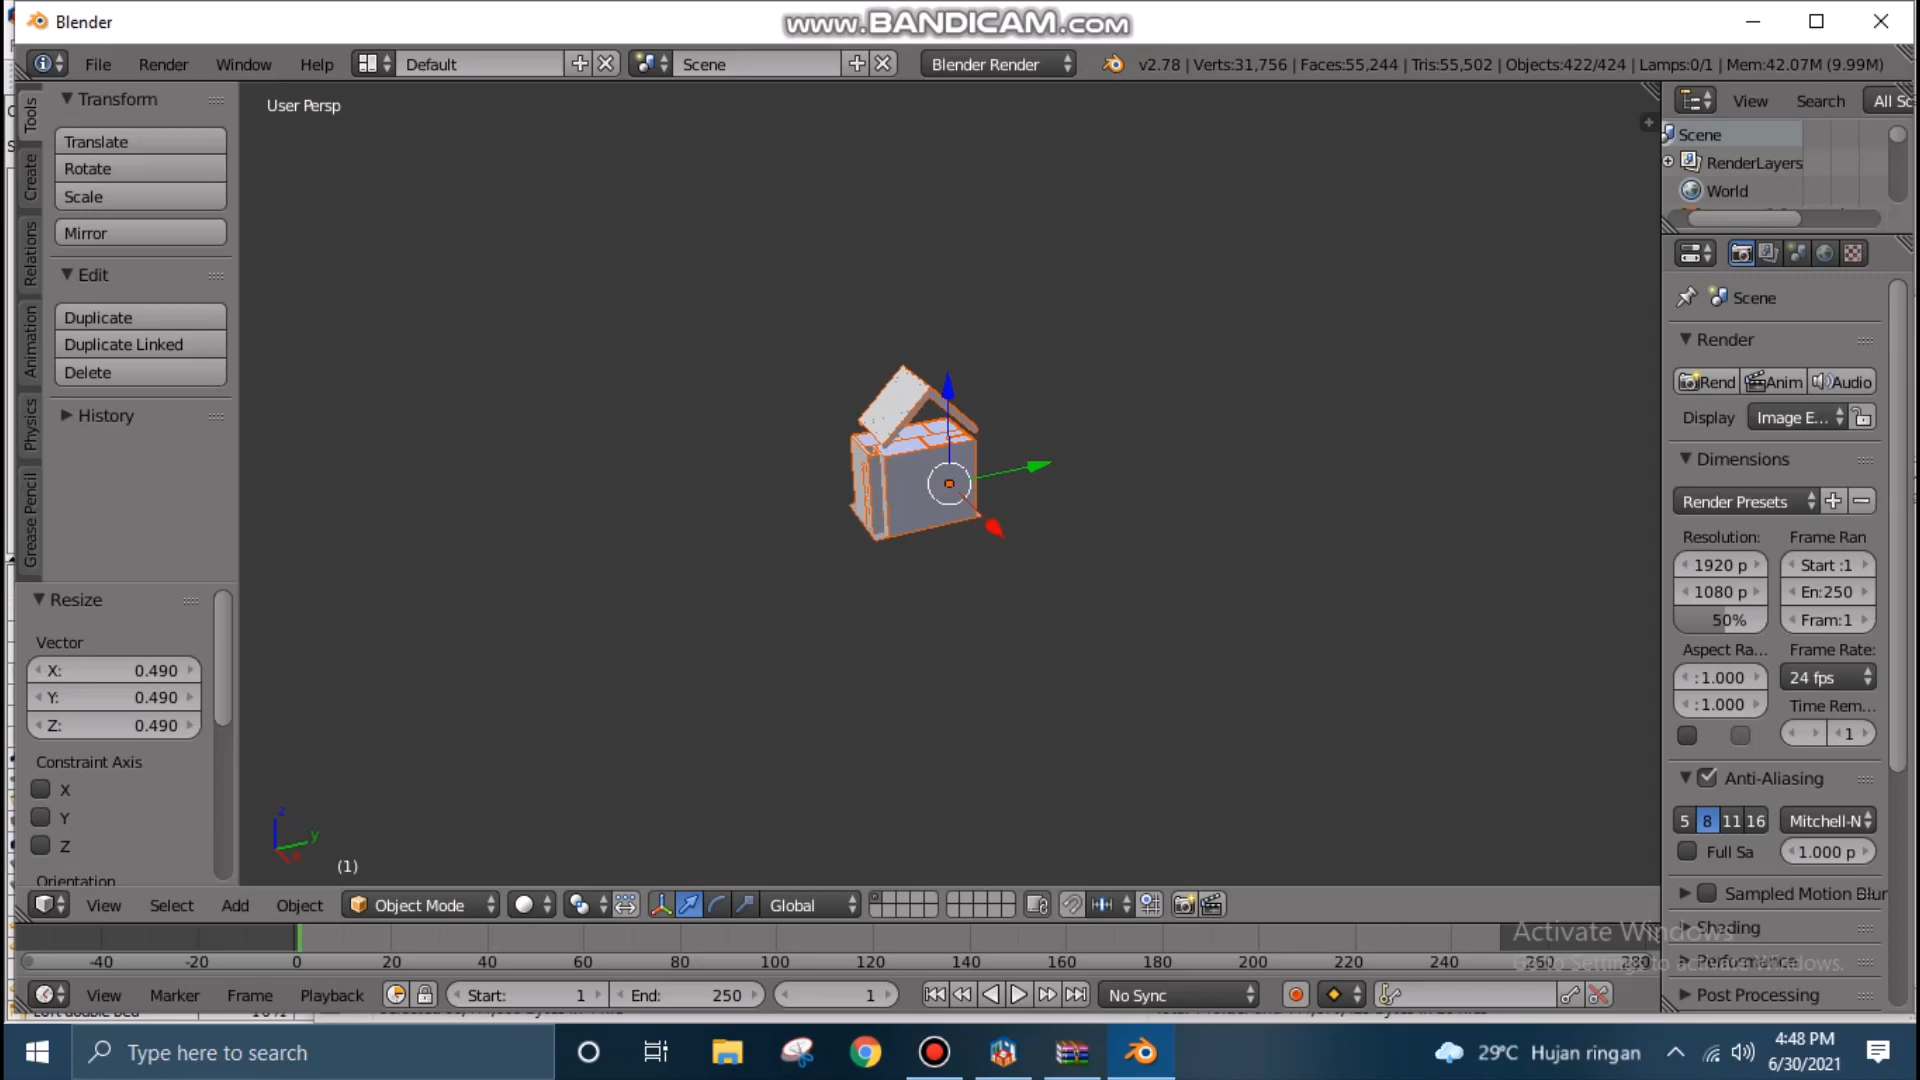 Blender
www.BANDICAM.com
File Render Window Help Default Scene Blender Render v2.78 | Verts:31,756 | Faces:55,244 | Tris:55,502 | Objects:422/424 | Lamps:0/1 | Mem:42.07M (9.99M)
Tools
Create
Relations
Animation
Physics
Grease Pencil
Transform
Translate
Rotate
Scale
Mirror
Edit
Duplicate
Duplicate Linked
Delete
History
Resize
Vector
X: 0.490
Y: 0.490
Z: 0.490
Constraint Axis
X
Y
Z
Orientation
User Persp
z
y
x
(1)
View Search All Sc
Scene
RenderLayers
World
Scene
Render
Rend Anim Audio
Display Image E...
Dimensions
Render Presets
Resolution: Frame Ran
1920 p Start :1
1080 p En:250
50% Fram:1
Aspect Ra... Frame Rate:
:1.000 24 fps
:1.000 Time Rem...
1
Anti-Aliasing
5 8 11 16 Mitchell-N
Full Sa 1.000 p
Sampled Motion Blur
Shading
Performance
Post Processing
Activate Windows
Go to Settings to activate Windows.
View Select Add Object Object Mode Global
-40 -20 0 20 40 60 80 100 120 140 160 180 200 220 240 260 280
View Marker Frame Playback Start: 1 End: 250 1 No Sync
Type here to search
29°C Hujan ringan
4:48 PM
6/30/2021